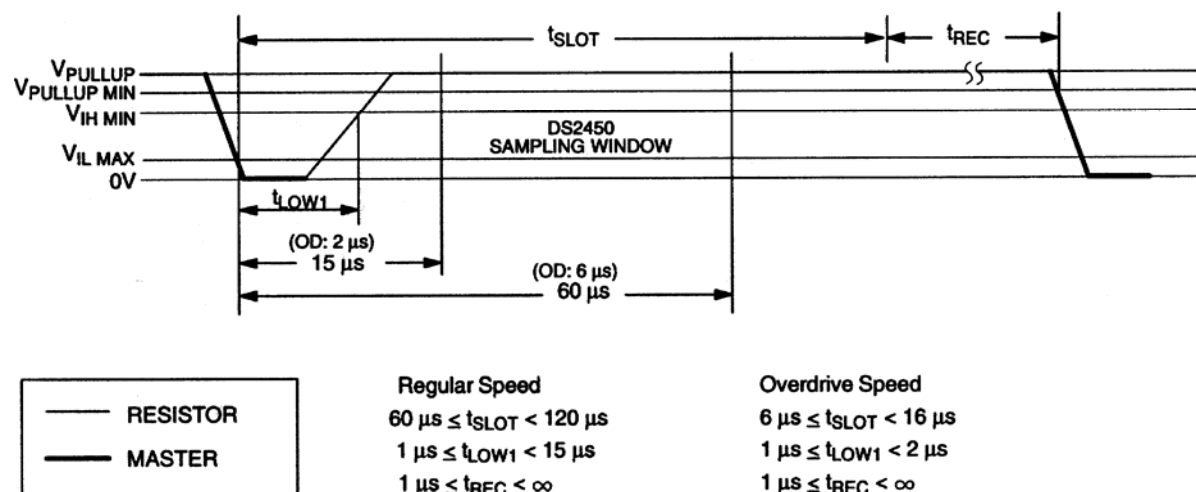 tSLOT tREC
VPULLUP
VPULLUP MIN
VIH MIN
DS2450
SAMPLING WINDOW
VIL MAX
0V
tLOW1
(OD: 2 µs)
15 µs
(OD: 6 µs)
60 µs
RESISTOR
MASTER
Regular Speed
60 µs ≤ tSLOT < 120 µs
1 µs ≤ tLOW1 < 15 µs
1 µs ≤ tREC < ∞
Overdrive Speed
6 µs ≤ tSLOT < 16 µs
1 µs ≤ tLOW1 < 2 µs
1 µs ≤ tREC < ∞